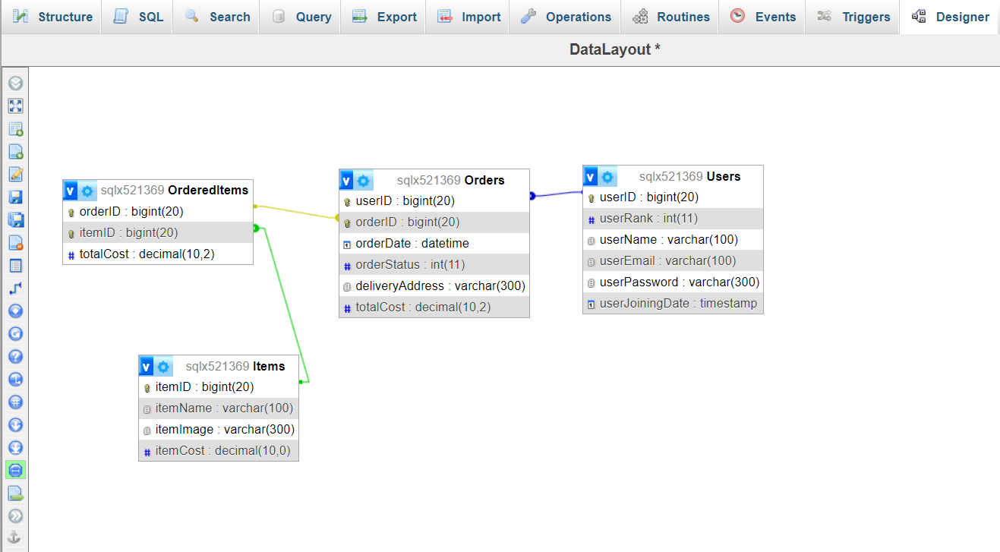 Structure SQL Search Query Export Import Operations Routines Events Triggers Designer
DataLayout *
v sqlx521369 OrderedItems
orderID : bigint(20)
itemID : bigint(20)
# totalCost : decimal(10,2)
v sqlx521369 Orders
userID : bigint(20)
orderID : bigint(20)
orderDate : datetime
# orderStatus : int(11)
deliveryAddress : varchar(300)
# totalCost : decimal(10,2)
v sqlx521369 Users
userID : bigint(20)
# userRank : int(11)
userName : varchar(100)
userEmail : varchar(100)
userPassword : varchar(300)
userJoiningDate : timestamp
v sqlx521369 Items
itemID : bigint(20)
itemName : varchar(100)
itemImage : varchar(300)
# itemCost : decimal(10,0)